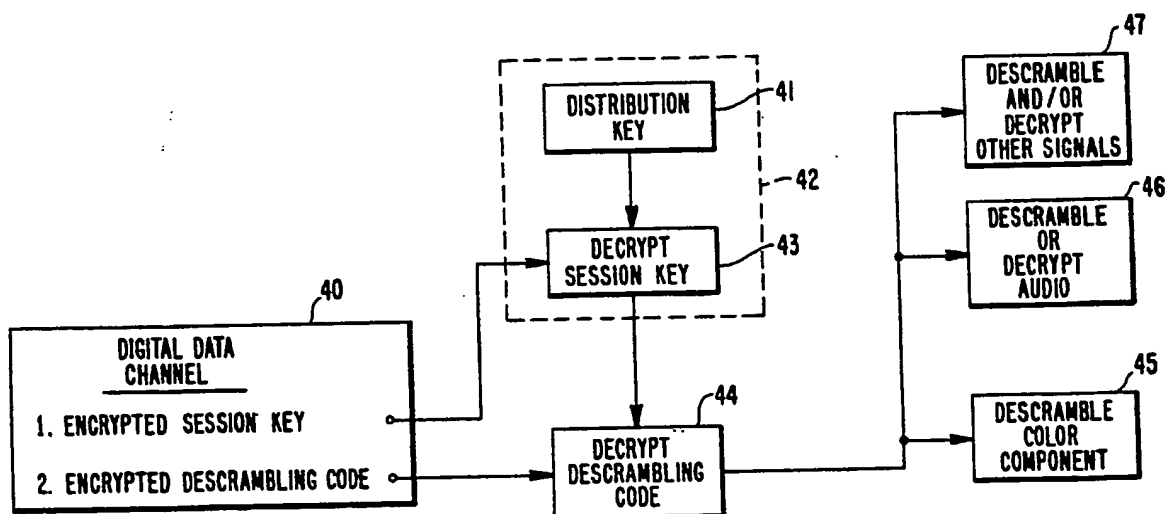 47
DESCRAMBLE
AND/OR
DECRYPT
OTHER SIGNALS
41
DISTRIBUTION
KEY
42
46
DESCRAMBLE
OR
DECRYPT
AUDIO
43
DECRYPT
SESSION KEY
40
DIGITAL DATA
CHANNEL
1. ENCRYPTED SESSION KEY
2. ENCRYPTED DESCRAMBLING CODE
44
DECRYPT
DESCRAMBLING
CODE
45
DESCRAMBLE
COLOR
COMPONENT